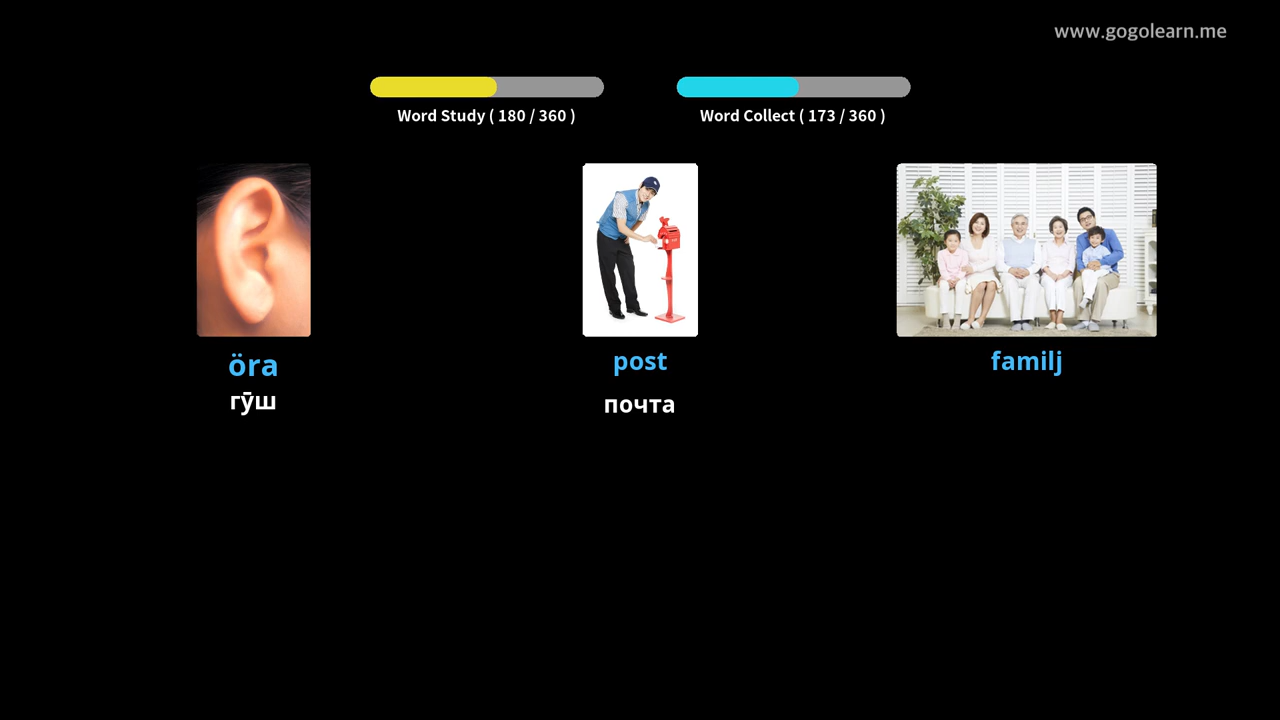 www.gogolearn.me
Word Study ( 180 / 360 )
Word Collect ( 173 / 360 )
öra
гӯш
post
почта
familj